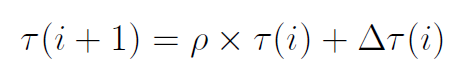 τ(i + 1) = ρ × τ(i) + Δτ(i)